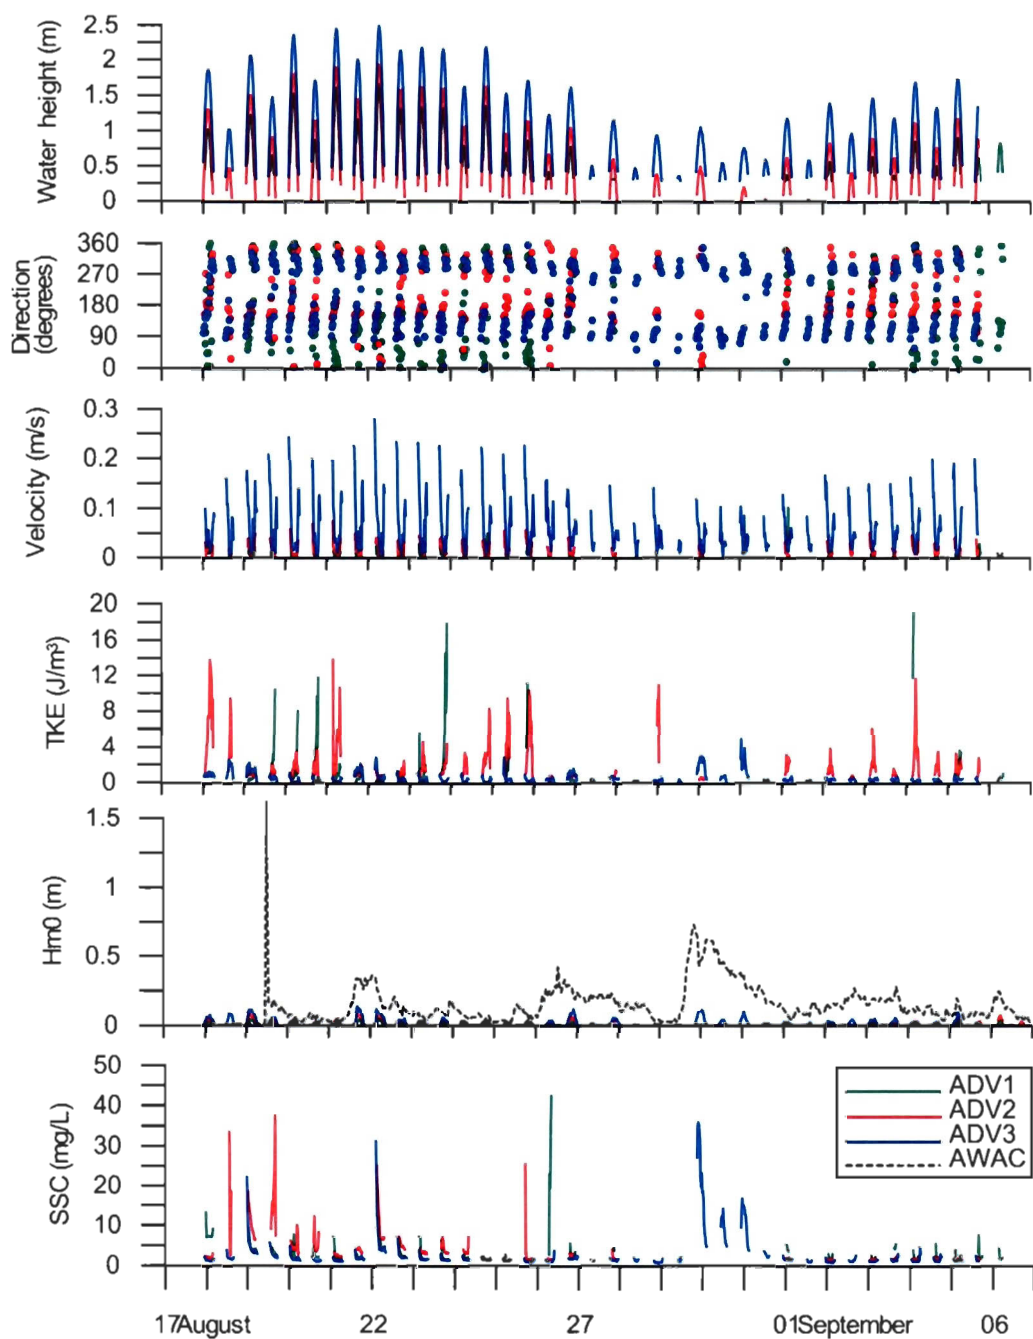 Water height (m)
2.5
2
1.5
1
0.5
0
Direction
(degrees)
360
270
180
90
0
Velocity (m/s)
0.3
0.2
0.1
0
TKE (J/m³)
20
16
12
8
4
0
Hm0 (m)
1.5
1
0.5
0
SSC (mg/L)
50
40
30
20
10
0
ADV1
ADV2
ADV3
AWAC
17August 22 27 01September 06